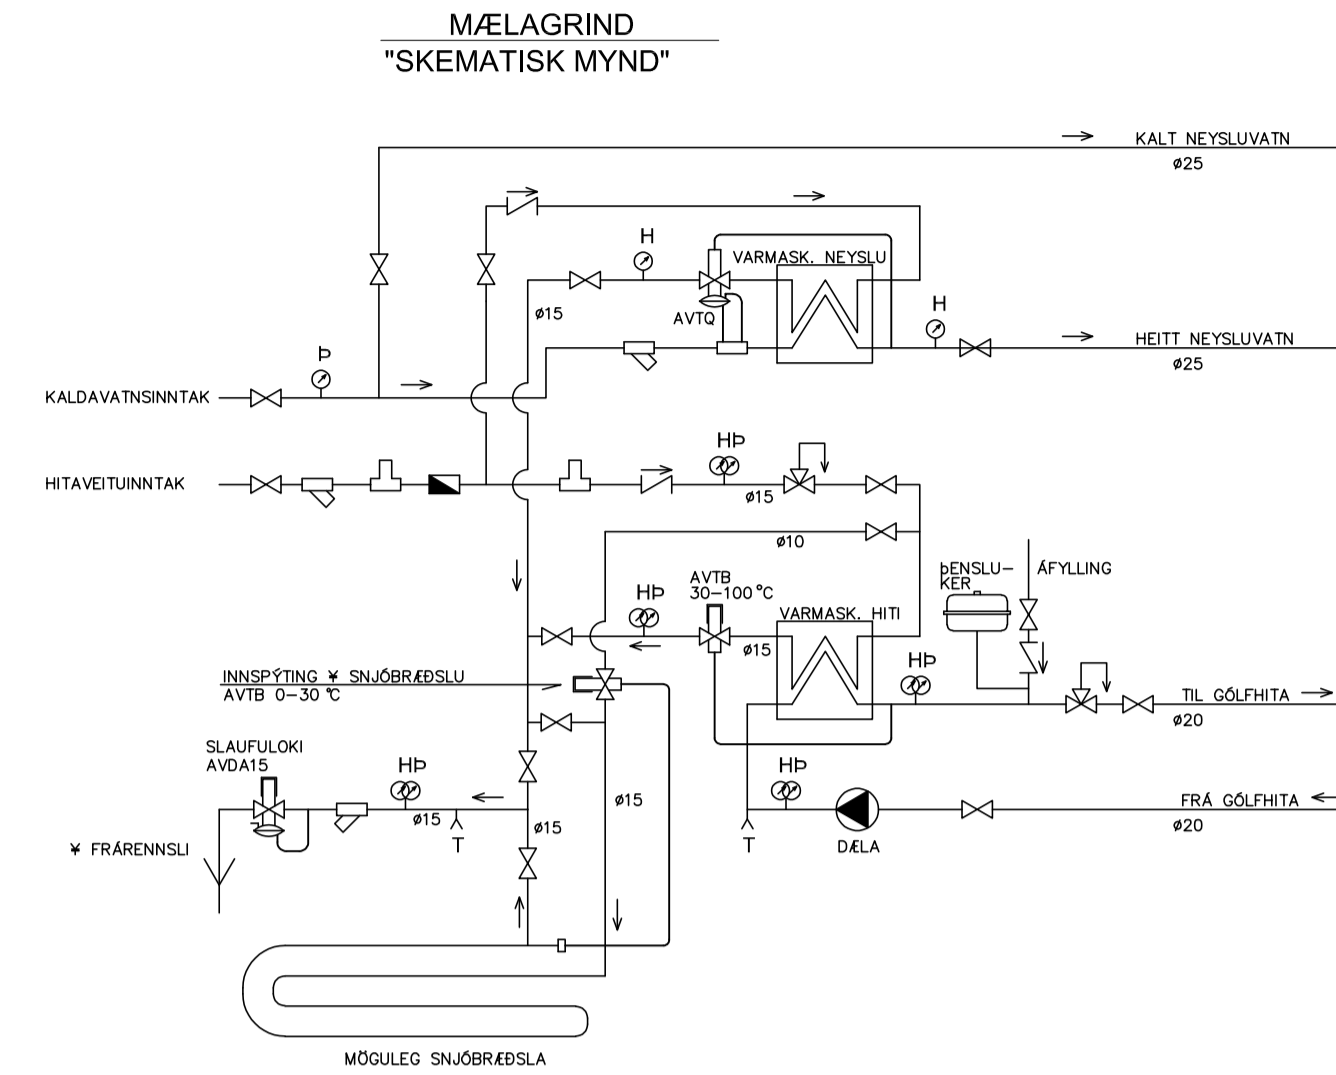 MÆLAGRIND
"SKEMATISK MYND"
KALT NEYSLUVATN
ø25
H
VARMASK. NEYSLU
H
ø15
AVTQ
HEITT NEYSLUVATN
ø25
Þ
KALDAVATNSINNTAK
HÞ
HITAVEITUINNTAK
ø15
ø10
AVTB
30-100°C
HÞ
ÞENSLU-
KER
ÁFYLLING
VARMASK. HITI
ø15
HÞ
INNSPÝTING ¥ SNJÓBRÆÐSLU
AVTB 0-30 °C
TIL GÓLFHITA
ø20
SLAUFULOKI
AVDA15
HÞ
HÞ
ø15
FRÁ GÓLFHITA
ø20
ø15
ø15
T
T
DÆLA
¥ FRÁRENNSLI
MÖGULEG SNJÓBRÆÐSLA